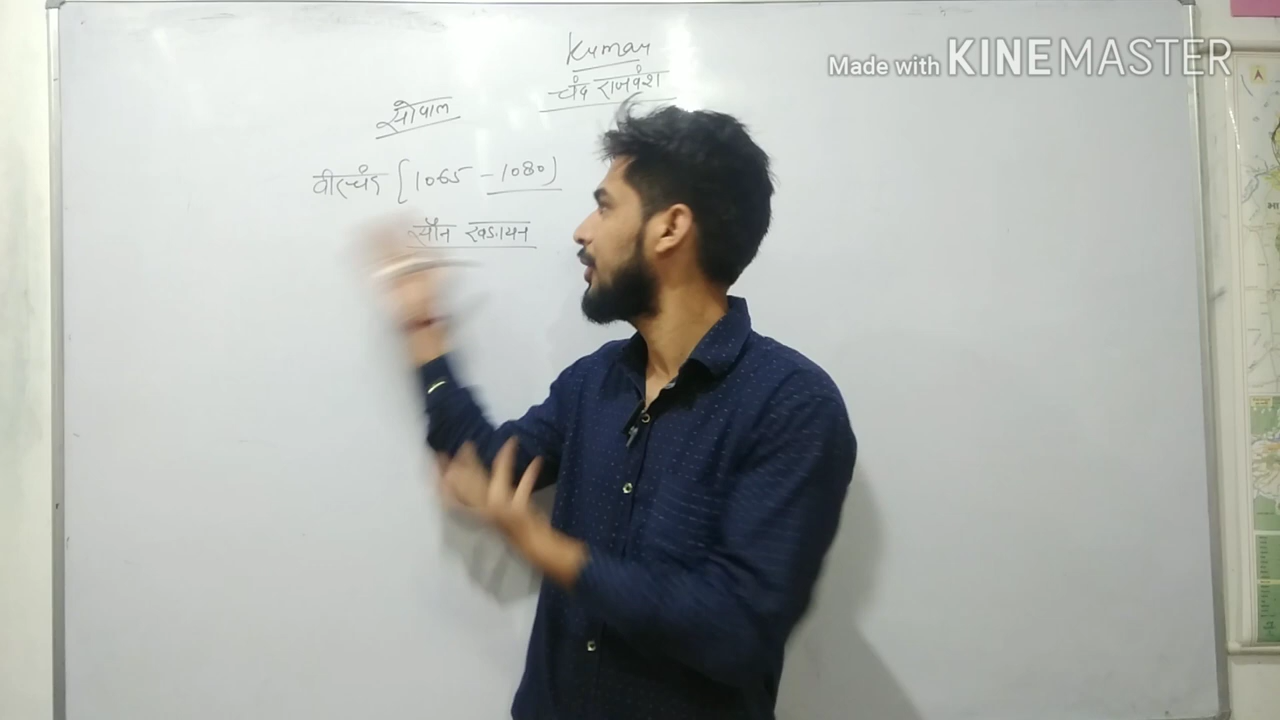 Kumar
चंद राजवंश
Made with KINEMASTER
सोपाल
वीरचंद [1065 - 1080)
सौन खडायन